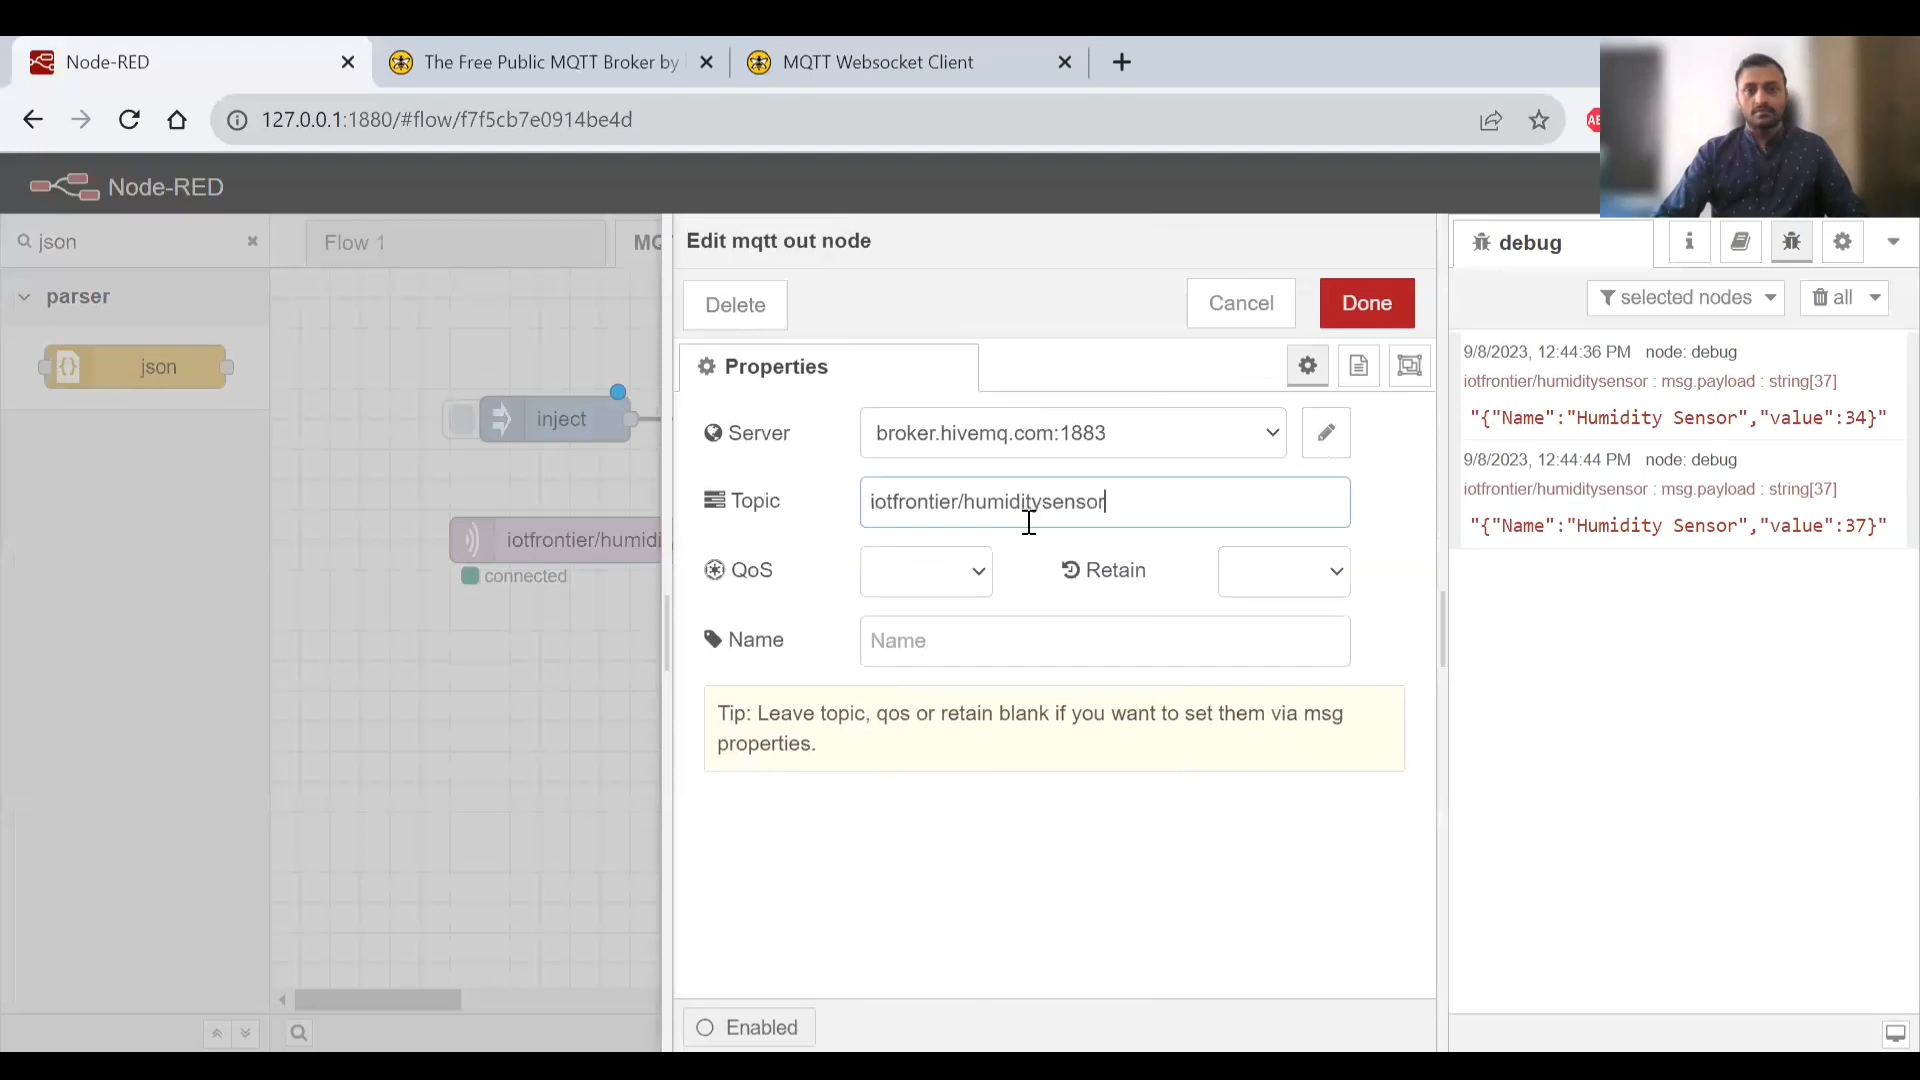 Node-RED
The Free Public MQTT Broker by
MQTT Websocket Client
127.0.0.1:1880/#flow/f7f5cb7e0914be4d
Node-RED
json
Flow 1
parser
json
inject
iotfrontier/humidi
connected
Edit mqtt out node
Delete
Cancel
Done
Properties
Server
broker.hivemq.com:1883
Topic
iotfrontier/humiditysensor
QoS
Retain
Name
Name
Tip: Leave topic, qos or retain blank if you want to set them via msg
properties.
Enabled
debug
selected nodes
all
9/8/2023, 12:44:36 PM node: debug
iotfrontier/humiditysensor : msg.payload : string[37]
"{"Name":"Humidity Sensor","value":34}"
9/8/2023, 12:44:44 PM node: debug
iotfrontier/humiditysensor : msg.payload : string[37]
"{"Name":"Humidity Sensor","value":37}"